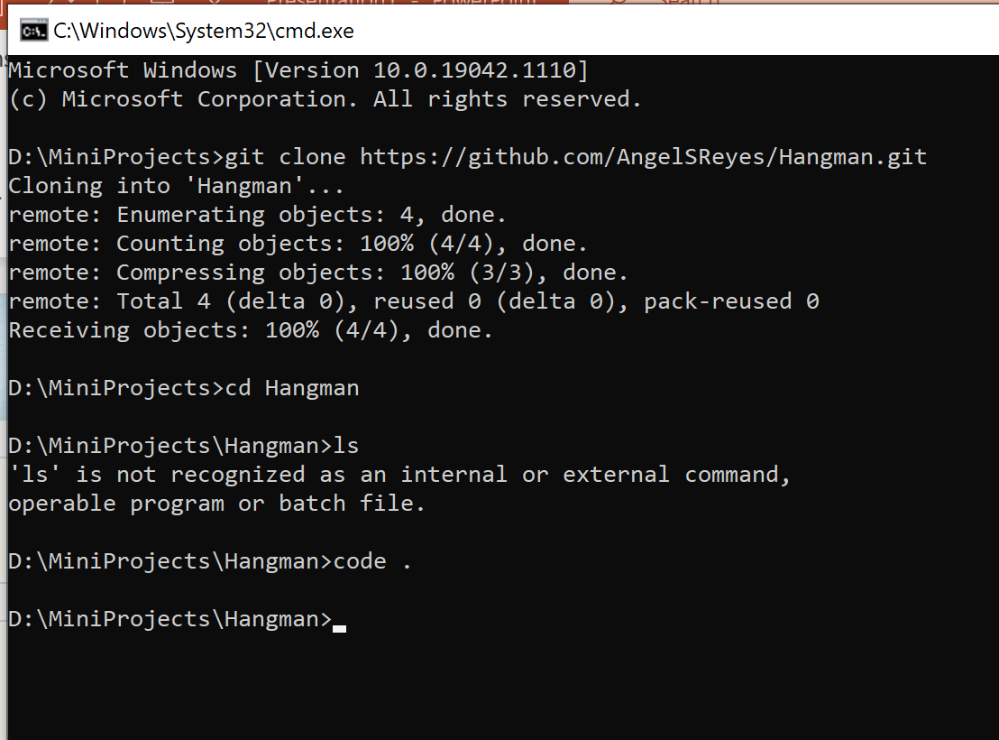 C:\Windows\System32\cmd.exe
Microsoft Windows [Version 10.0.19042.1110]
(c) Microsoft Corporation. All rights reserved.
D:\MiniProjects>git clone https://github.com/AngelSReyes/Hangman.git
Cloning into 'Hangman'...
remote: Enumerating objects: 4, done.
remote: Counting objects: 100% (4/4), done.
remote: Compressing objects: 100% (3/3), done.
remote: Total 4 (delta 0), reused 0 (delta 0), pack-reused 0
Receiving objects: 100% (4/4), done.
D:\MiniProjects>cd Hangman
D:\MiniProjects\Hangman>ls
'ls' is not recognized as an internal or external command,
operable program or batch file.
D:\MiniProjects\Hangman>code .
D:\MiniProjects\Hangman>